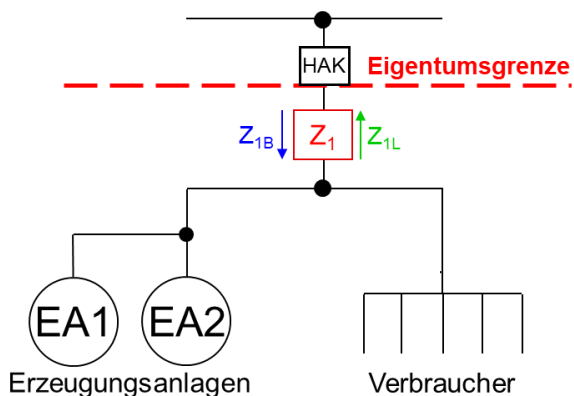 HAK
Eigentumsgrenze
Z1B
Z1
Z1L
EA1
EA2
Erzeugungsanlagen
Verbraucher